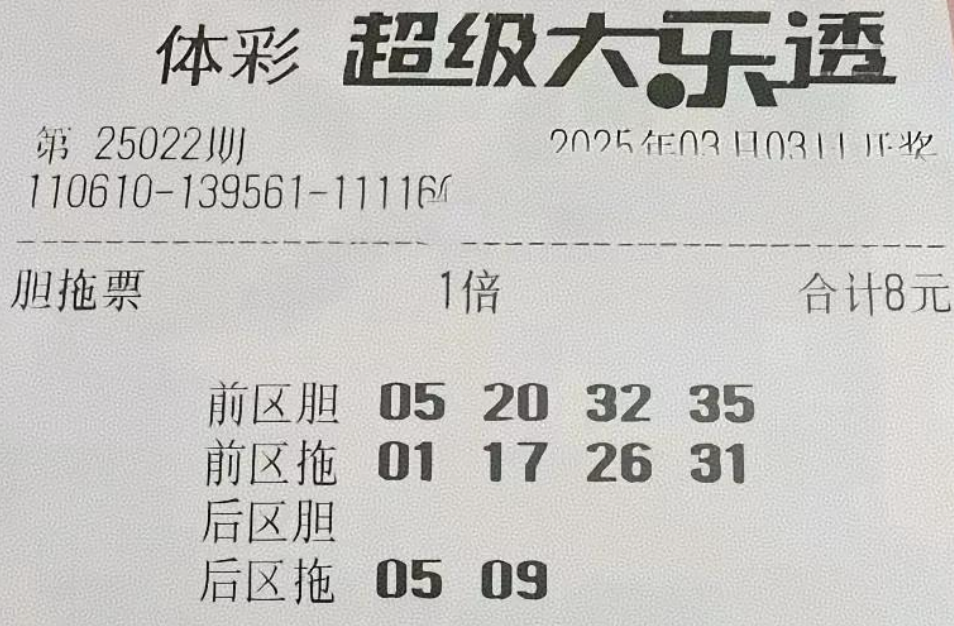 体彩 超级大乐透
第 25022期 2025年03月03日开奖
110610-139561-11116
胆拖票 1倍 合计8元
前区胆 05 20 32 35
前区拖 01 17 26 31
后区胆
后区拖 05 09